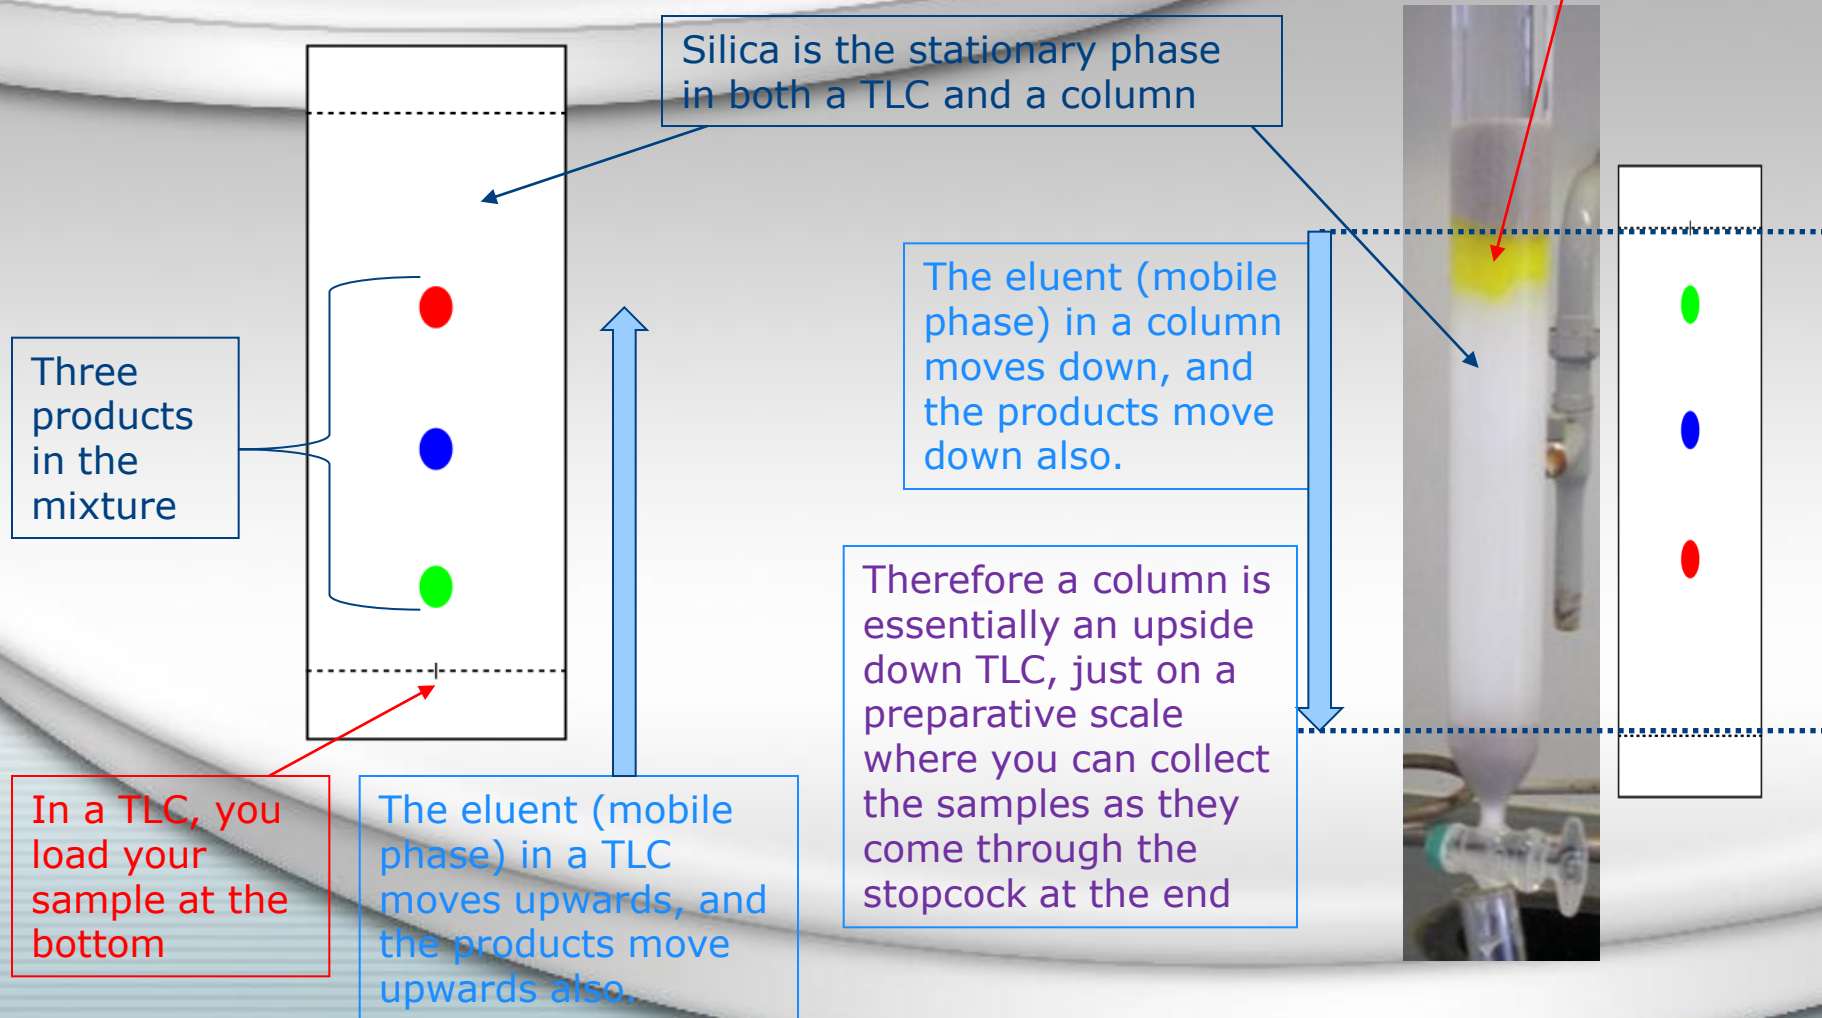 Silica is the stationary phase
in both a TLC and a column
Three
products
in the
mixture
The eluent (mobile
phase) in a column
moves down, and
the products move
down also.
Therefore a column is
essentially an upside
down TLC, just on a
preparative scale
where you can collect
the samples as they
come through the
stopcock at the end
In a TLC, you
load your
sample at the
bottom
The eluent (mobile
phase) in a TLC
moves upwards, and
the products move
upwards also.